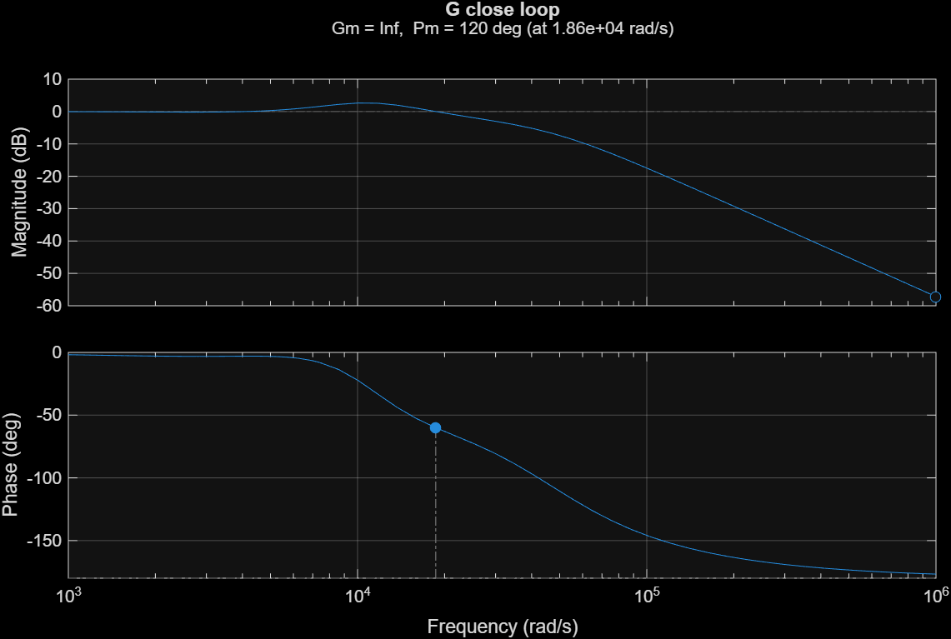 G close loop
Gm = Inf, Pm = 120 deg (at 1.86e+04 rad/s)
10
0
-10
-20
-30
-40
-50
-60
Magnitude (dB)
0
-50
-100
-150
Phase (deg)
10³ 10⁴ 10⁵ 10⁶
Frequency (rad/s)